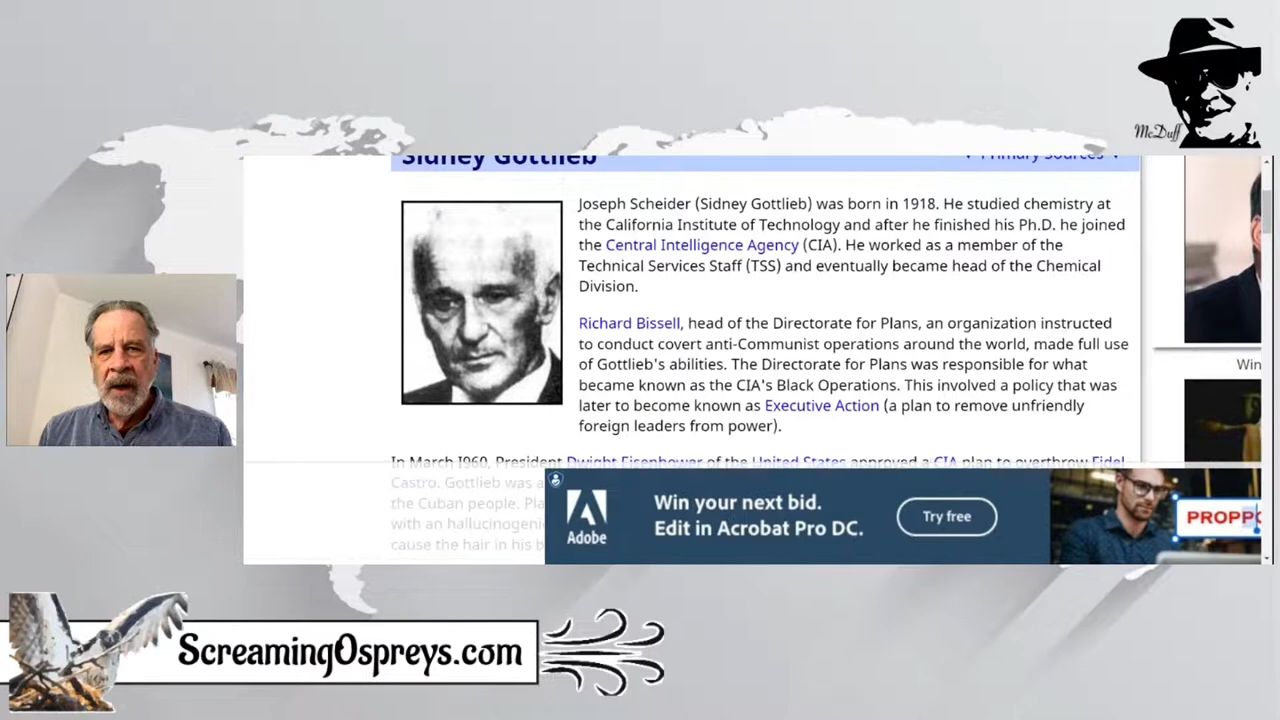 McDuff
Sidney Gottlieb
Primary Sources
Joseph Scheider (Sidney Gottlieb) was born in 1918. He studied chemistry at
the California Institute of Technology and after he finished his Ph.D. he joined
the Central Intelligence Agency (CIA). He worked as a member of the
Technical Services Staff (TSS) and eventually became head of the Chemical
Division.
Richard Bissell, head of the Directorate for Plans, an organization instructed
to conduct covert anti-Communist operations around the world, made full use
of Gottlieb's abilities. The Directorate for Plans was responsible for what
became known as the CIA's Black Operations. This involved a policy that was
later to become known as Executive Action (a plan to remove unfriendly
foreign leaders from power).
Win
In March I960, President Dwight Eisenhower of the United States approved a CIA plan to overthrow Fidel
Castro. Gottlieb was a
the Cuban people. Pla
with an hallucinogeni
cause the hair in his b
Adobe
Win your next bid.
Edit in Acrobat Pro DC.
Try free
PROPPO
ScreamingOspreys.com